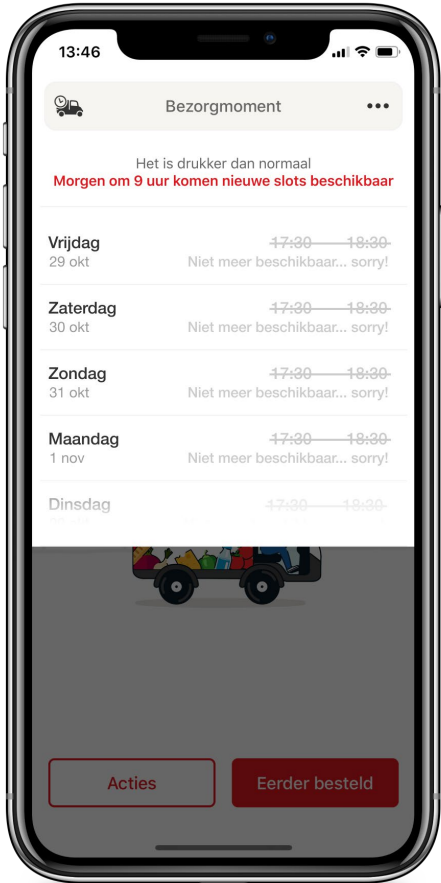 13:46
Bezorgmoment
Het is drukker dan normaal
Morgen om 9 uur komen nieuwe slots beschikbaar
Vrijdag 17:30 18:30
29 okt Niet meer beschikbaar... sorry!
Zaterdag 17:30 18:30
30 okt Niet meer beschikbaar... sorry!
Zondag 17:30 18:30
31 okt Niet meer beschikbaar... sorry!
Maandag 17:30 18:30
1 nov Niet meer beschikbaar... sorry!
Dinsdag 17:30 18:30
Acties Eerder besteld